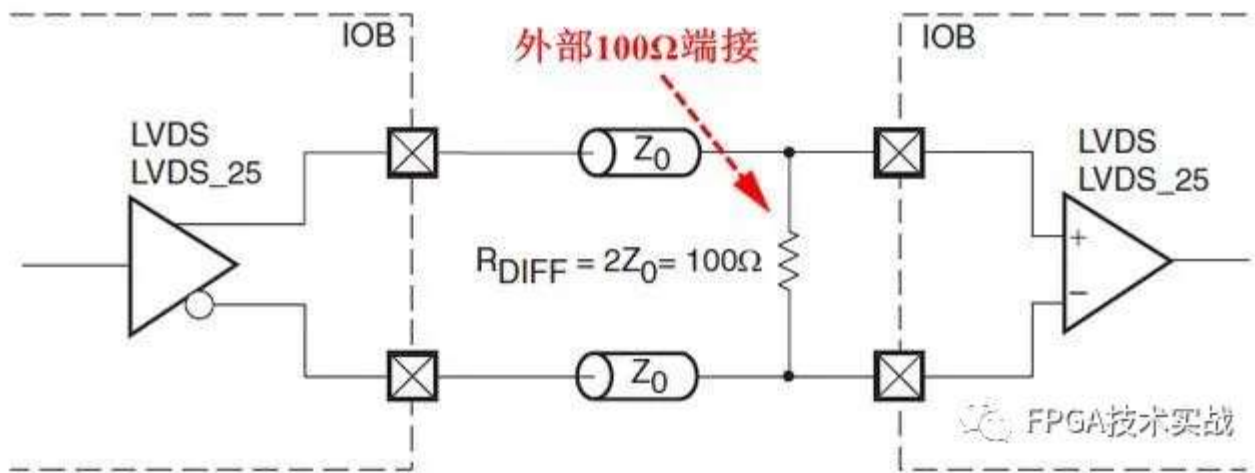 IOB
外部100Ω端接
IOB
LVDS
LVDS_25
Z0
LVDS
LVDS_25
RDIFF = 2Z0= 100Ω
+
−
Z0
FPGA技术实战